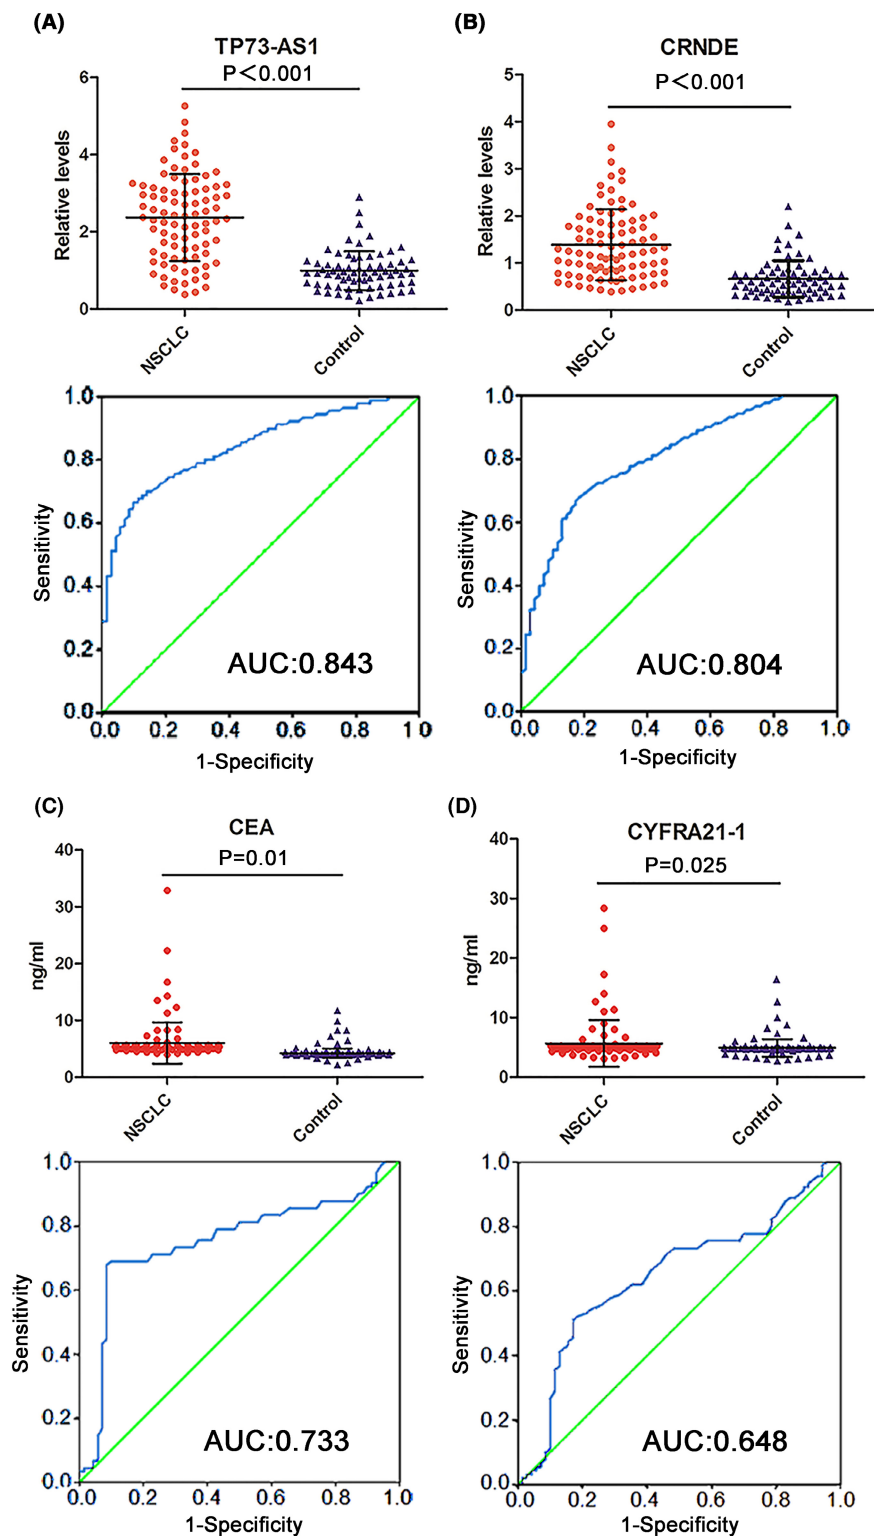 (A)
TP73-AS1
P<0.001
Relative levels
6
4
2
0
NSCLC
Control
(B)
CRNDE
P<0.001
Relative levels
5
4
3
2
1
0
NSCLC
Control
Sensitivity
1.0
0.8
0.6
0.4
0.2
0.0
AUC:0.843
0.0 0.2 0.4 0.6 0.8 1 0
1-Specificity
Sensitivity
1.0
0.8
0.6
0.4
0.2
0.0
AUC:0.804
0.0 0.2 0.4 0.6 0.8 1.0
1-Specificity
(C)
CEA
P=0.01
ng/ml
40
30
20
10
0
NSCLC
Control
(D)
CYFRA21-1
P=0.025
ng/ml
40
30
20
10
0
NSCLC
Control
Sensitivity
1.0
0.8
0.6
0.4
0.2
0.0
AUC:0.733
0.0 0.2 0.4 0.6 0.8 1.0
1-Specificity
Sensitivity
1.0
0.8
0.6
0.4
0.2
0.0
AUC:0.648
0.0 0.2 0.4 0.6 0.8 1.0
1-Specificity